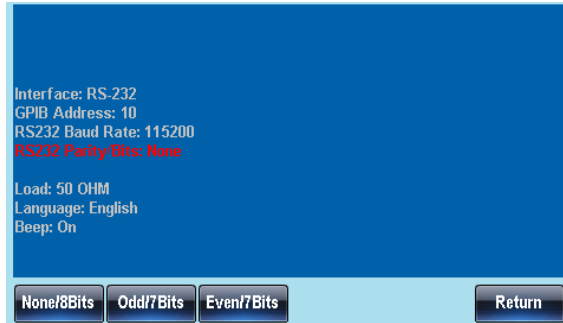 Interface: RS-232
GPIB Address: 10
RS232 Baud Rate: 115200
RS232 Parity/Bits: None
Load: 50 OHM
Language: English
Beep: On
None/8Bits Odd/7Bits Even/7Bits Return